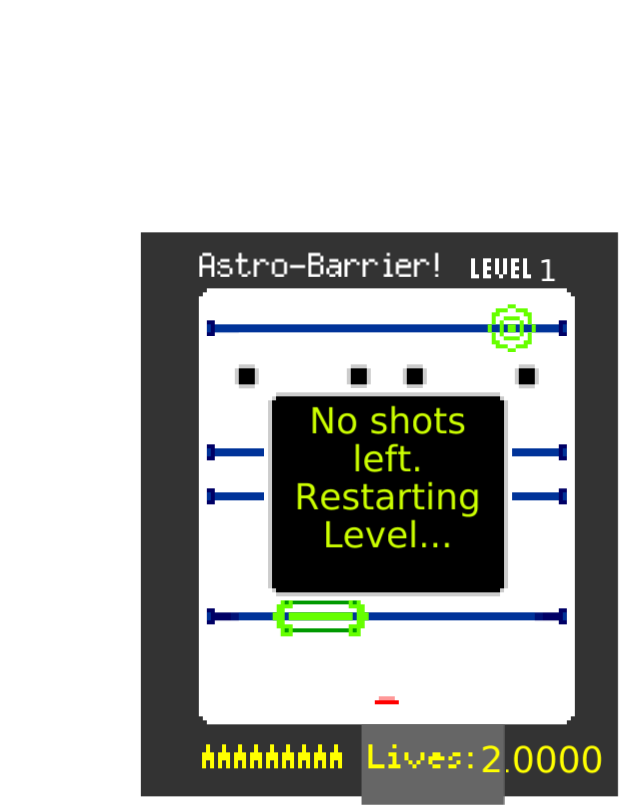 Astro-Barrier! LEVEL 1
No shots
left.
Restarting
Level...
Lives:2.0000